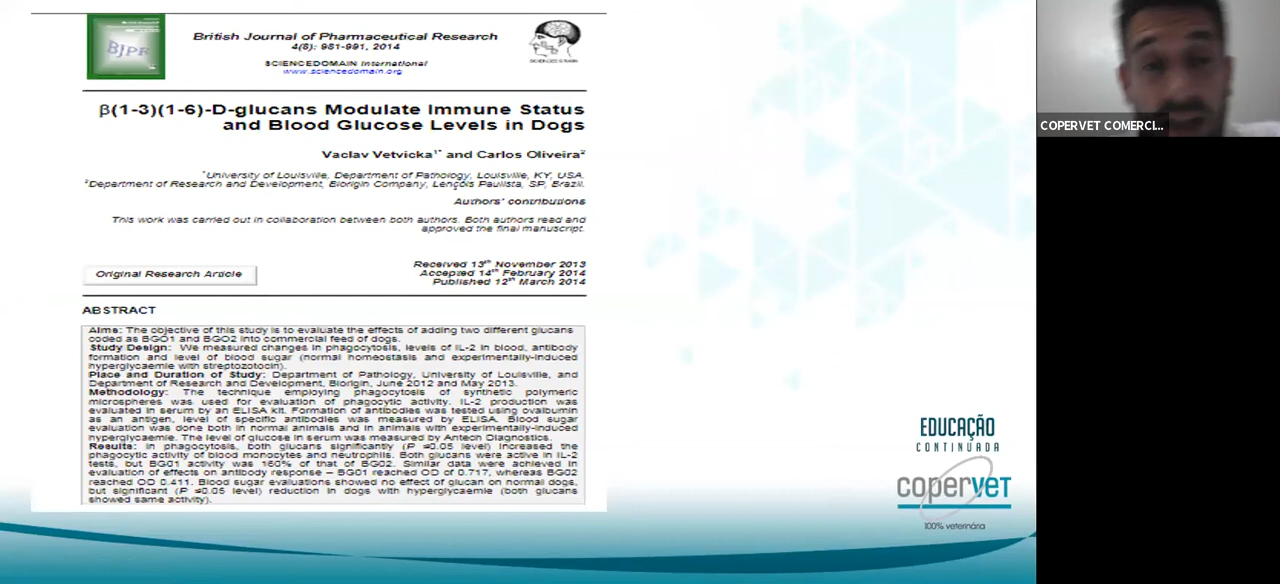 British Journal of Pharmaceutical Research
4(8): 981-991, 2014
BJPR
SCIENCEDOMAIN international
www.sciencedomain.org
β(1-3)(1-6)-D-glucans Modulate Immune Status
and Blood Glucose Levels in Dogs
Vaclav Vetvicka1* and Carlos Oliveira2
1University of Louisville, Department of Pathology, Louisville, KY, USA.
2Department of Research and Development, Biorigin Company, Lençois Paulista, SP, Brazil.
Authors' contributions
This work was carried out in collaboration between both authors. Both authors read and
approved the final manuscript.
Received 13th November 2013
Accepted 14th February 2014
Published 12th March 2014
Original Research Article
ABSTRACT
Aims: The objective of this study is to evaluate the effects of adding two different glucans
coded as BG01 and BG02 into commercial feed of dogs.
Study Design: We measured changes in phagocytosis, levels of IL-2 in blood, antibody
formation and level of blood sugar (normal homeostasis and experimentally-induced
hyperglycaemie with streptozotocin).
Place and Duration of Study: Department of Pathology, University of Louisville, and
Department of Research and Development, Biorigin, June 2012 and May 2013.
Methodology: The technique employing phagocytosis of synthetic polymeric
microspheres was used for evaluation of phagocytic activity. IL-2 production was
evaluated in serum by an ELISA kit. Formation of antibodies was tested using ovalbumin
as an antigen, level of specific antibodies was measured by ELISA. Blood sugar
evaluation was done both in normal animals and in animals with experimentally-induced
hyperglycaemie. The level of glucose in serum was measured by Antech Diagnostics.
Results: In phagocytosis, both glucans significantly (P ≤0.05 level) increased the
phagocytic activity of blood monocytes and neutrophils. Both glucans were active in IL-2
tests, but BG01 activity was 160% of that of BG02. Similar data were achieved in
evaluation of effects on antibody response – BG01 reached OD of 0.717, whereas BG02
reached OD 0.411. Blood sugar evaluations showed no effect of glucan on normal dogs,
but significant (P ≤0.05 level) reduction in dogs with hyperglycaemie (both glucans
showed same activity).
COPERVET COMERCI...
EDUCAÇÃO
CONTINUADA
copervet
100% veterinária